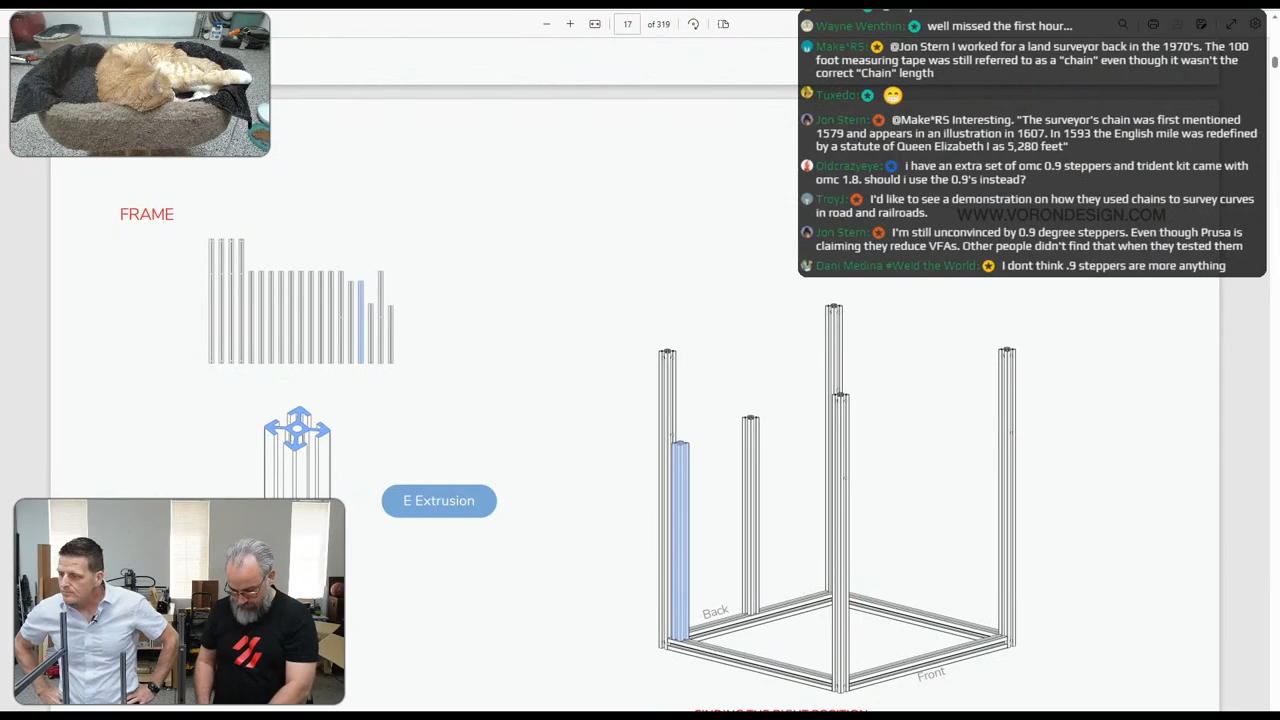 17 of 319
Wayne Wenthin: well missed the first hour...
Make*RS: @Jon Stern I worked for a land surveyor back in the 1970's. The 100
foot measuring tape was still referred to as a "chain" even though it wasn't the
correct "Chain" length
Tuxedo:
Jon Stern: @Make*RS Interesting. "The surveyor's chain was first mentioned
1579 and appears in an illustration in 1607. In 1593 the English mile was redefined
by a statute of Queen Elizabeth I as 5,280 feet"
Oldcrazyeye: i have an extra set of omc 0.9 steppers and trident kit came with
omc 1.8. should i use the 0.9's instead?
TroyJ: I'd like to see a demonstration on how they used chains to survey curves
in road and railroads.
WWW.VORONDESIGN.COM
Jon Stern: I'm still unconvinced by 0.9 degree steppers. Even though Prusa is
claiming they reduce VFAs. Other people didn't find that when they tested them
Dani Medina #Weld the World: I dont think .9 steppers are more anything
FRAME
E Extrusion
Back
Front
FINDING THE RIGHT POSITION